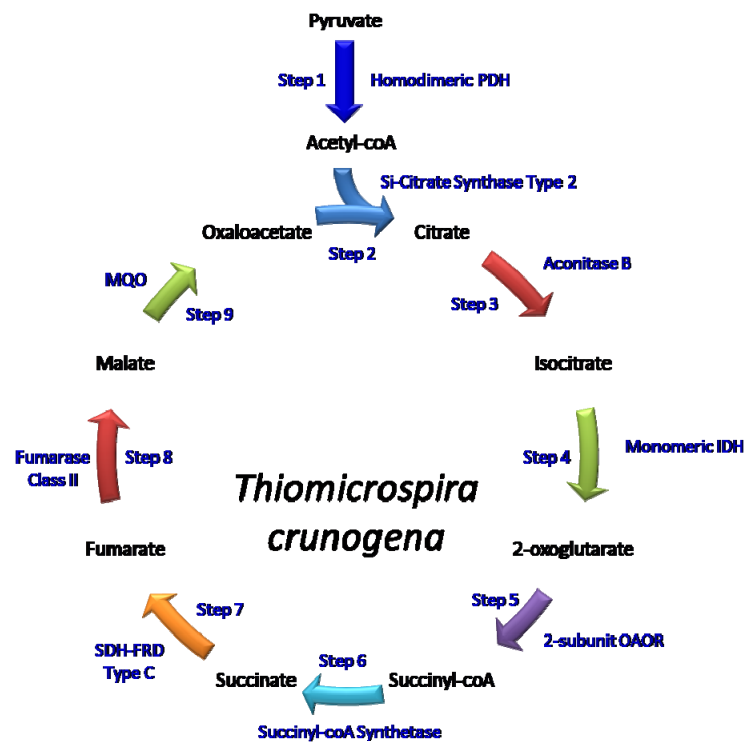 Pyruvate
Step 1
Homodimeric PDH
Acetyl-coA
Si-Citrate Synthase Type 2
Oxaloacetate
Citrate
Step 2
Aconitase B
MQO
Step 3
Step 9
Malate
Isocitrate
Fumarase
Class II
Step 8
Step 4
Monomeric IDH
Thiomicrospira
crunogena
Fumarate
2-oxoglutarate
Step 7
Step 5
SDH-FRD
Type C
2-subunit OAOR
Step 6
Succinate
Succinyl-coA
Succinyl-coA Synthetase